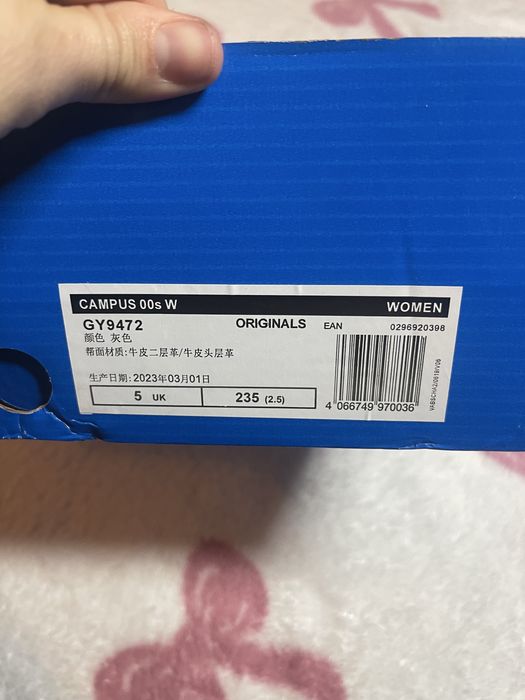 CAMPUS 00s W WOMEN
GY9472 ORIGINALS EAN 0296920398
颜色 灰色
帮面材质:牛皮二层革/牛皮头层革
生产日期:2023年03月01日
5 UK 235 (2.5)
4 066749 970036